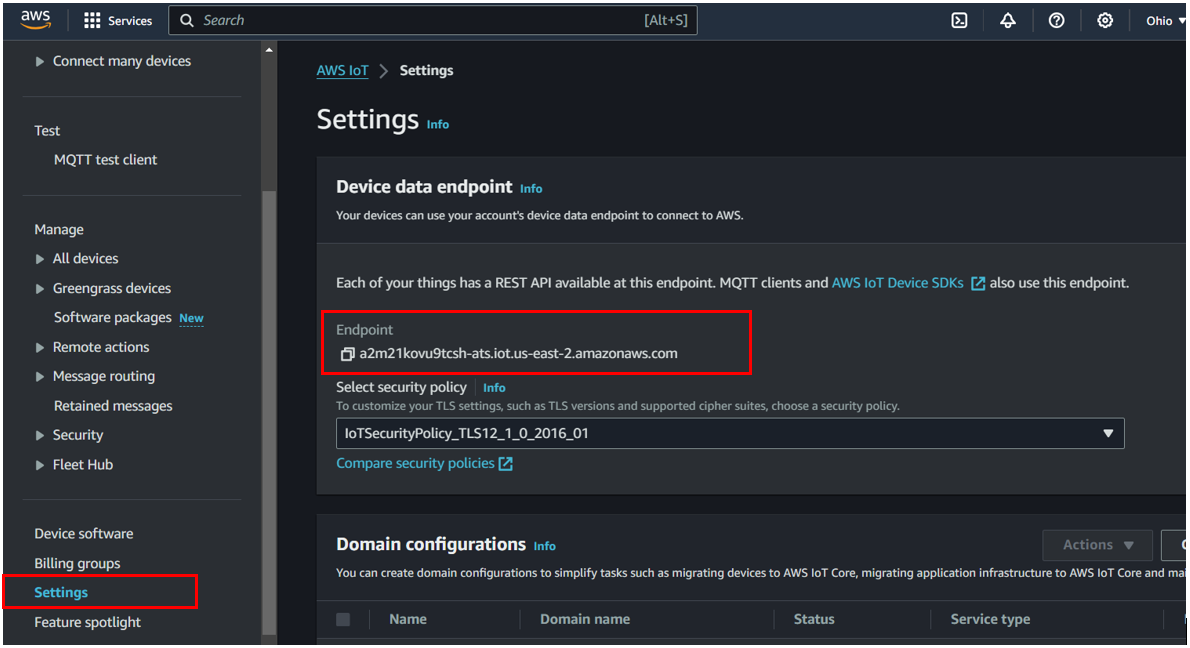 aws
Services
Search
[Alt+S]
Ohio
Connect many devices
Test
MQTT test client
Manage
All devices
Greengrass devices
Software packages New
Remote actions
Message routing
Retained messages
Security
Fleet Hub
Device software
Billing groups
Settings
Feature spotlight
AWS IoT > Settings
Settings Info
Device data endpoint Info
Your devices can use your account's device data endpoint to connect to AWS.
Each of your things has a REST API available at this endpoint. MQTT clients and AWS IoT Device SDKs also use this endpoint.
Endpoint
a2m21kovu9tcsh-ats.iot.us-east-2.amazonaws.com
Select security policy Info
To customize your TLS settings, such as TLS versions and supported cipher suites, choose a security policy.
IoTSecurityPolicy_TLS12_1_0_2016_01
Compare security policies
Domain configurations Info
Actions
You can create domain configurations to simplify tasks such as migrating devices to AWS IoT Core, migrating application infrastructure to AWS IoT Core and
Name
Domain name
Status
Service type